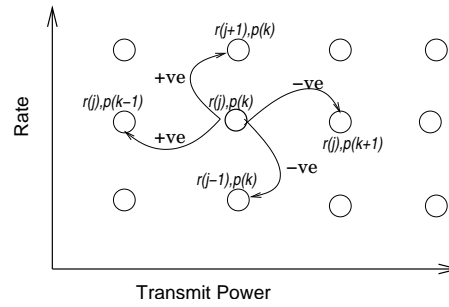 r(j+1),p(k)
+ve
−ve
r(j),p(k−1)
r(j),p(k)
+ve
r(j),p(k+1)
−ve
r(j−1),p(k)
Rate
Transmit Power